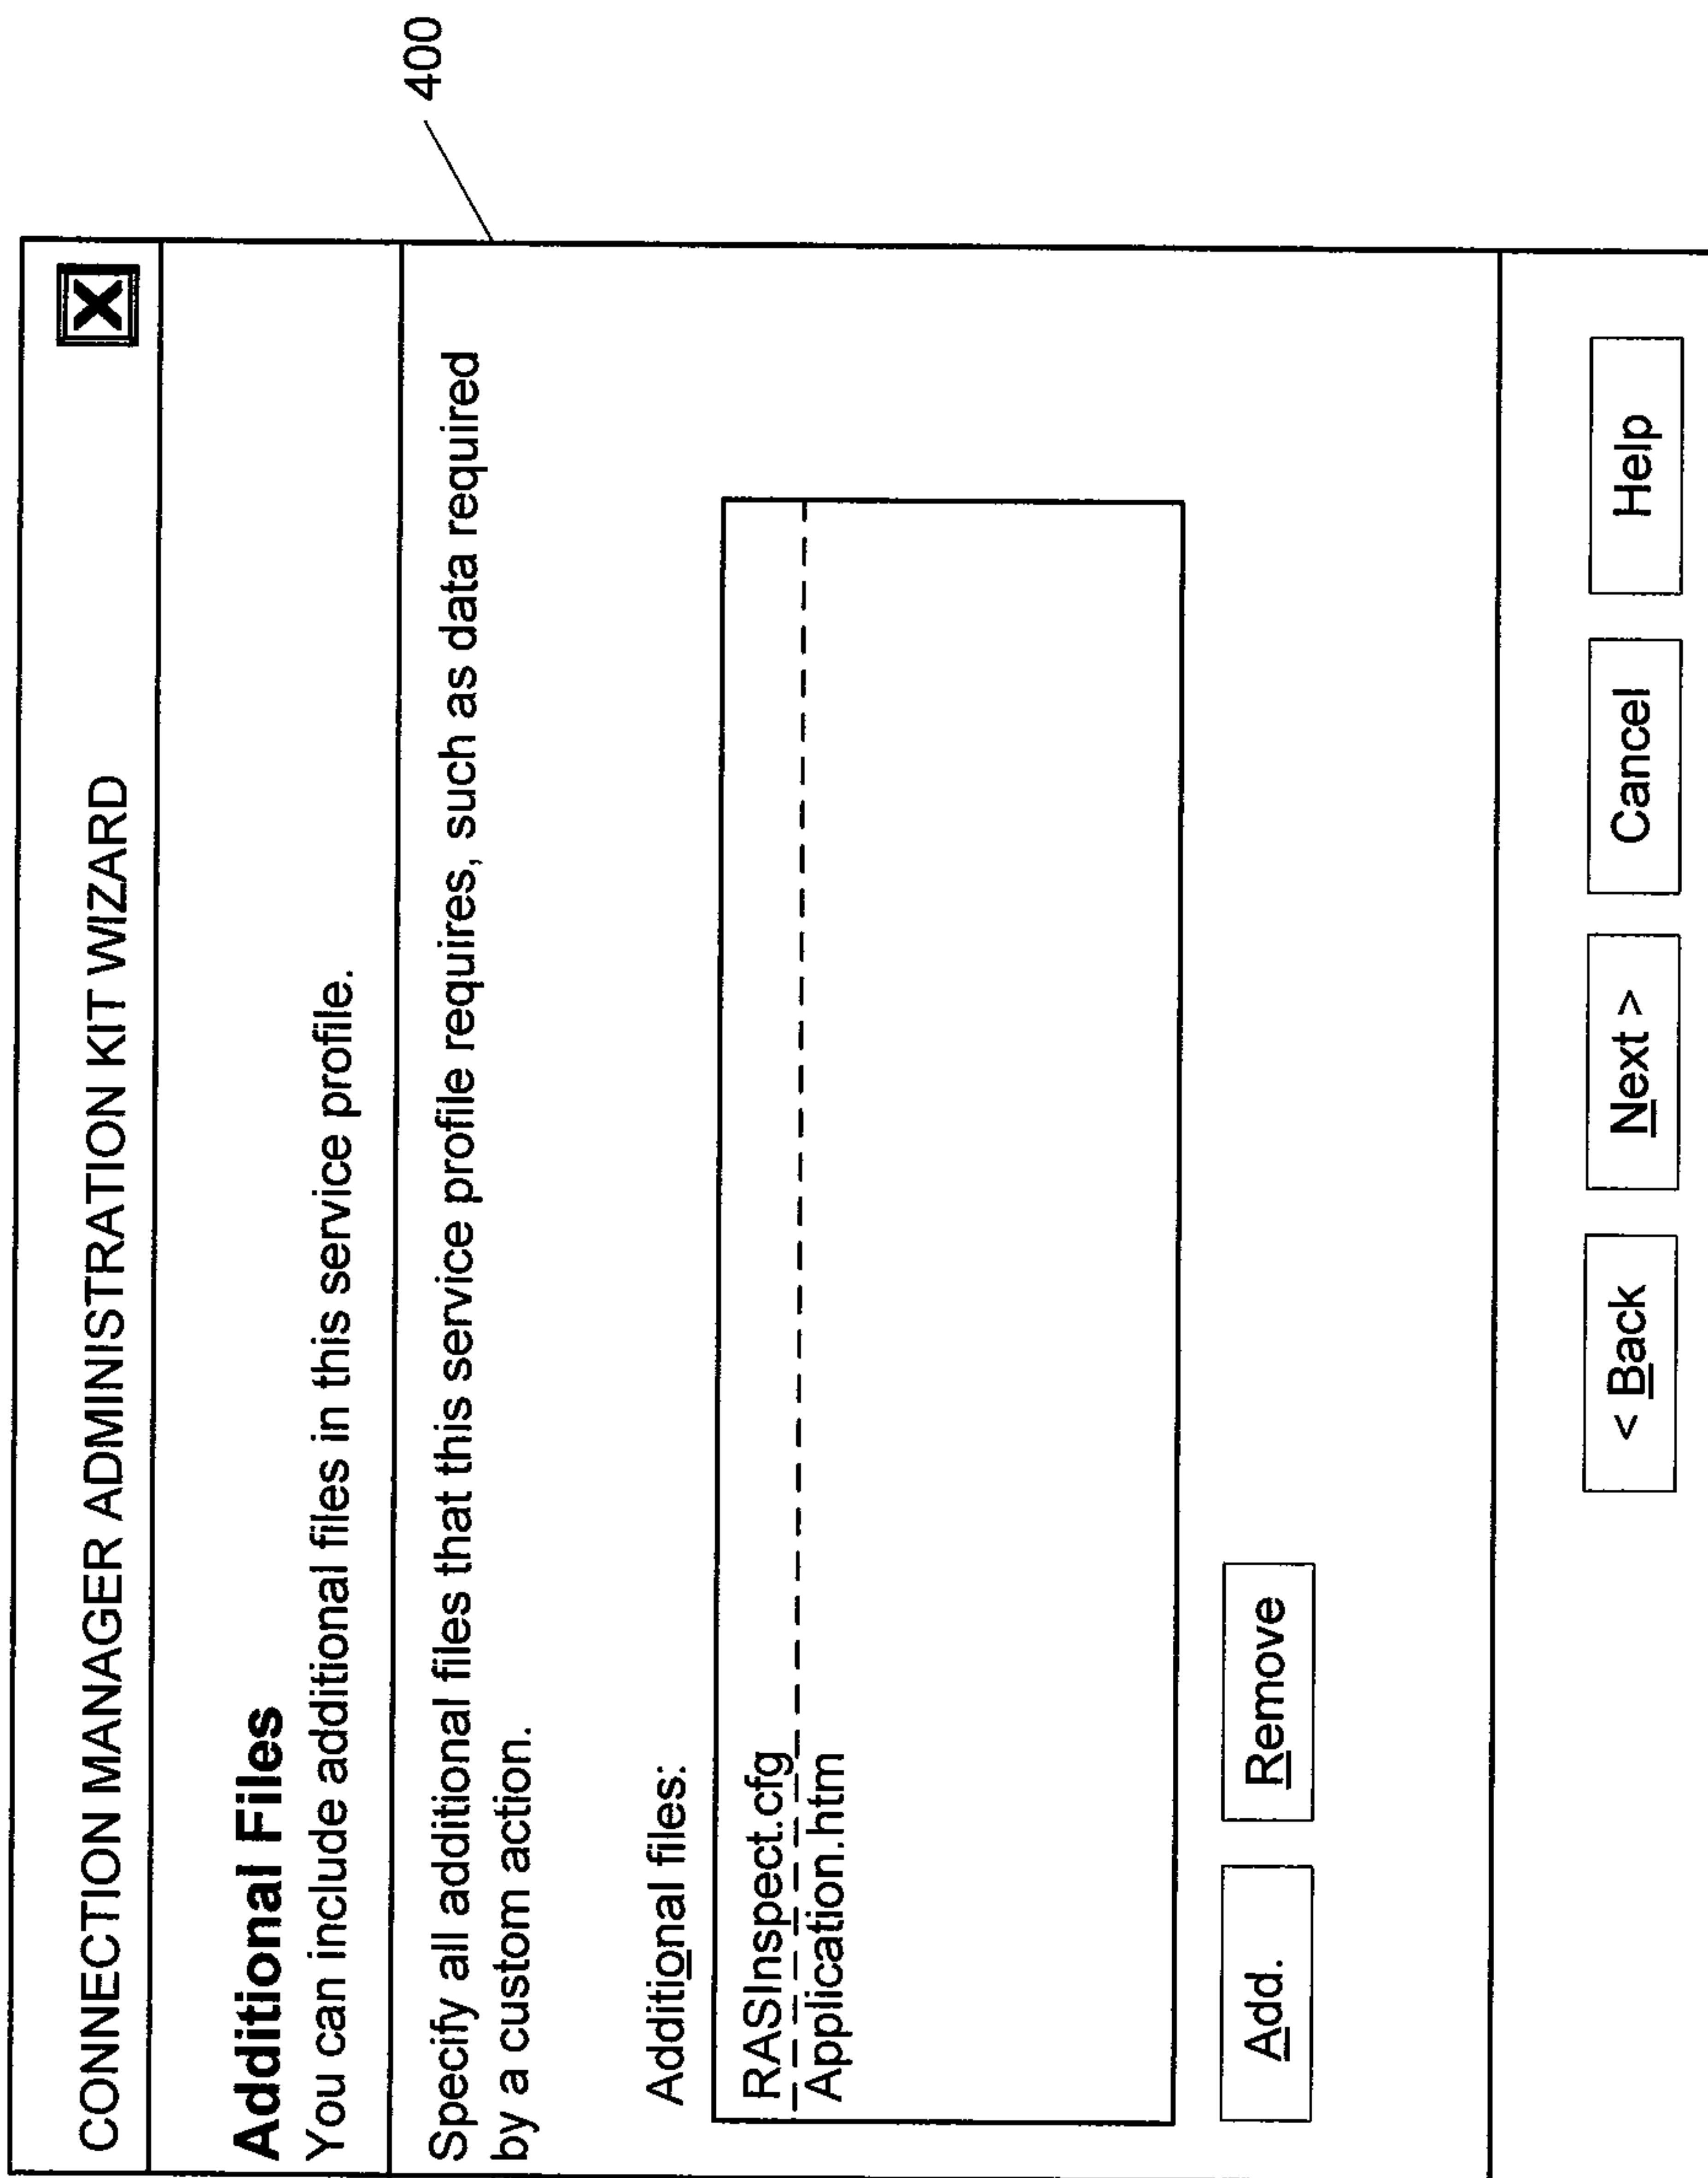 CONNECTION MANAGER ADMINISTRATION KIT WIZARD
X
Additional Files
You can include additional files in this service profile.
400
Specify all additional files that this service profile requires, such as data required
by a custom action.
Additional files:
RASInspect.cfg
Application.htm
Add.
Remove
< Back
Next >
Cancel
Help